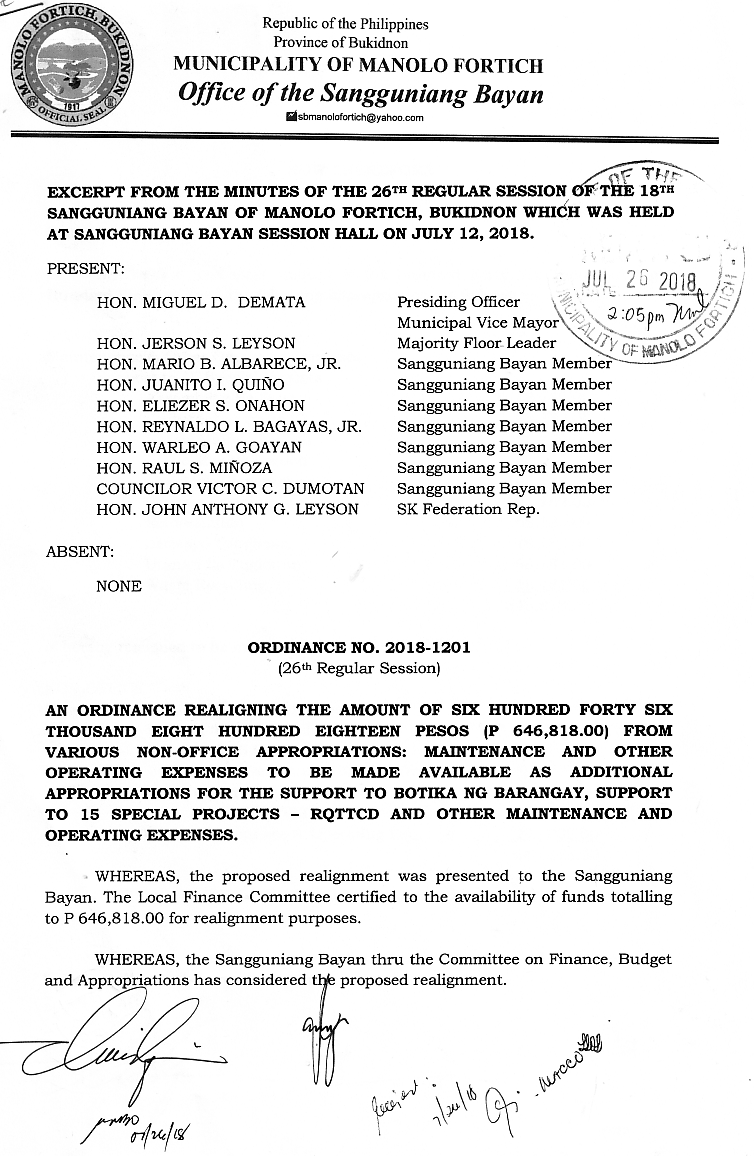 Republic of the Philippines
Province of Bukidnon
MUNICIPALITY OF MANOLO FORTICH
Office of the Sangguniang Bayan
sbmanolofortich@yahoo.com
MANOLO FORTICH, BUKIDNON
1917
OFFICIAL SEAL
EXCERPT FROM THE MINUTES OF THE 26TH REGULAR SESSION OF THE 18TH
SANGGUNIANG BAYAN OF MANOLO FORTICH, BUKIDNON WHICH WAS HELD
AT SANGGUNIANG BAYAN SESSION HALL ON JULY 12, 2018.
OF THE
JUL 26 2018
2:05pm
MUNICIPALITY OF MANOLO FORTICH
PRESENT:
HON. MIGUEL D. DEMATA Presiding Officer
Municipal Vice Mayor
HON. JERSON S. LEYSON Majority Floor Leader
HON. MARIO B. ALBARECE, JR. Sangguniang Bayan Member
HON. JUANITO I. QUIÑO Sangguniang Bayan Member
HON. ELIEZER S. ONAHON Sangguniang Bayan Member
HON. REYNALDO L. BAGAYAS, JR. Sangguniang Bayan Member
HON. WARLEO A. GOAYAN Sangguniang Bayan Member
HON. RAUL S. MIÑOZA Sangguniang Bayan Member
COUNCILOR VICTOR C. DUMOTAN Sangguniang Bayan Member
HON. JOHN ANTHONY G. LEYSON SK Federation Rep.
ABSENT:
NONE
ORDINANCE NO. 2018-1201
(26th Regular Session)
AN ORDINANCE REALIGNING THE AMOUNT OF SIX HUNDRED FORTY SIX
THOUSAND EIGHT HUNDRED EIGHTEEN PESOS (P 646,818.00) FROM
VARIOUS NON-OFFICE APPROPRIATIONS: MAINTENANCE AND OTHER
OPERATING EXPENSES TO BE MADE AVAILABLE AS ADDITIONAL
APPROPRIATIONS FOR THE SUPPORT TO BOTIKA NG BARANGAY, SUPPORT
TO 15 SPECIAL PROJECTS – RQTTCD AND OTHER MAINTENANCE AND
OPERATING EXPENSES.
WHEREAS, the proposed realignment was presented to the Sangguniang
Bayan. The Local Finance Committee certified to the availability of funds totalling
to P 646,818.00 for realignment purposes.
WHEREAS, the Sangguniang Bayan thru the Committee on Finance, Budget
and Appropriations has considered the proposed realignment.
07/26/18
7/26/18